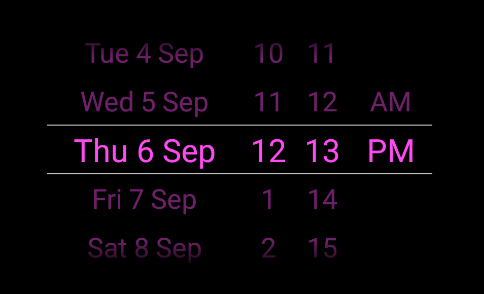 Tue 4 Sep 10 11
Wed 5 Sep 11 12 AM
Thu 6 Sep 12 13 PM
Fri 7 Sep 1 14
Sat 8 Sep 2 15